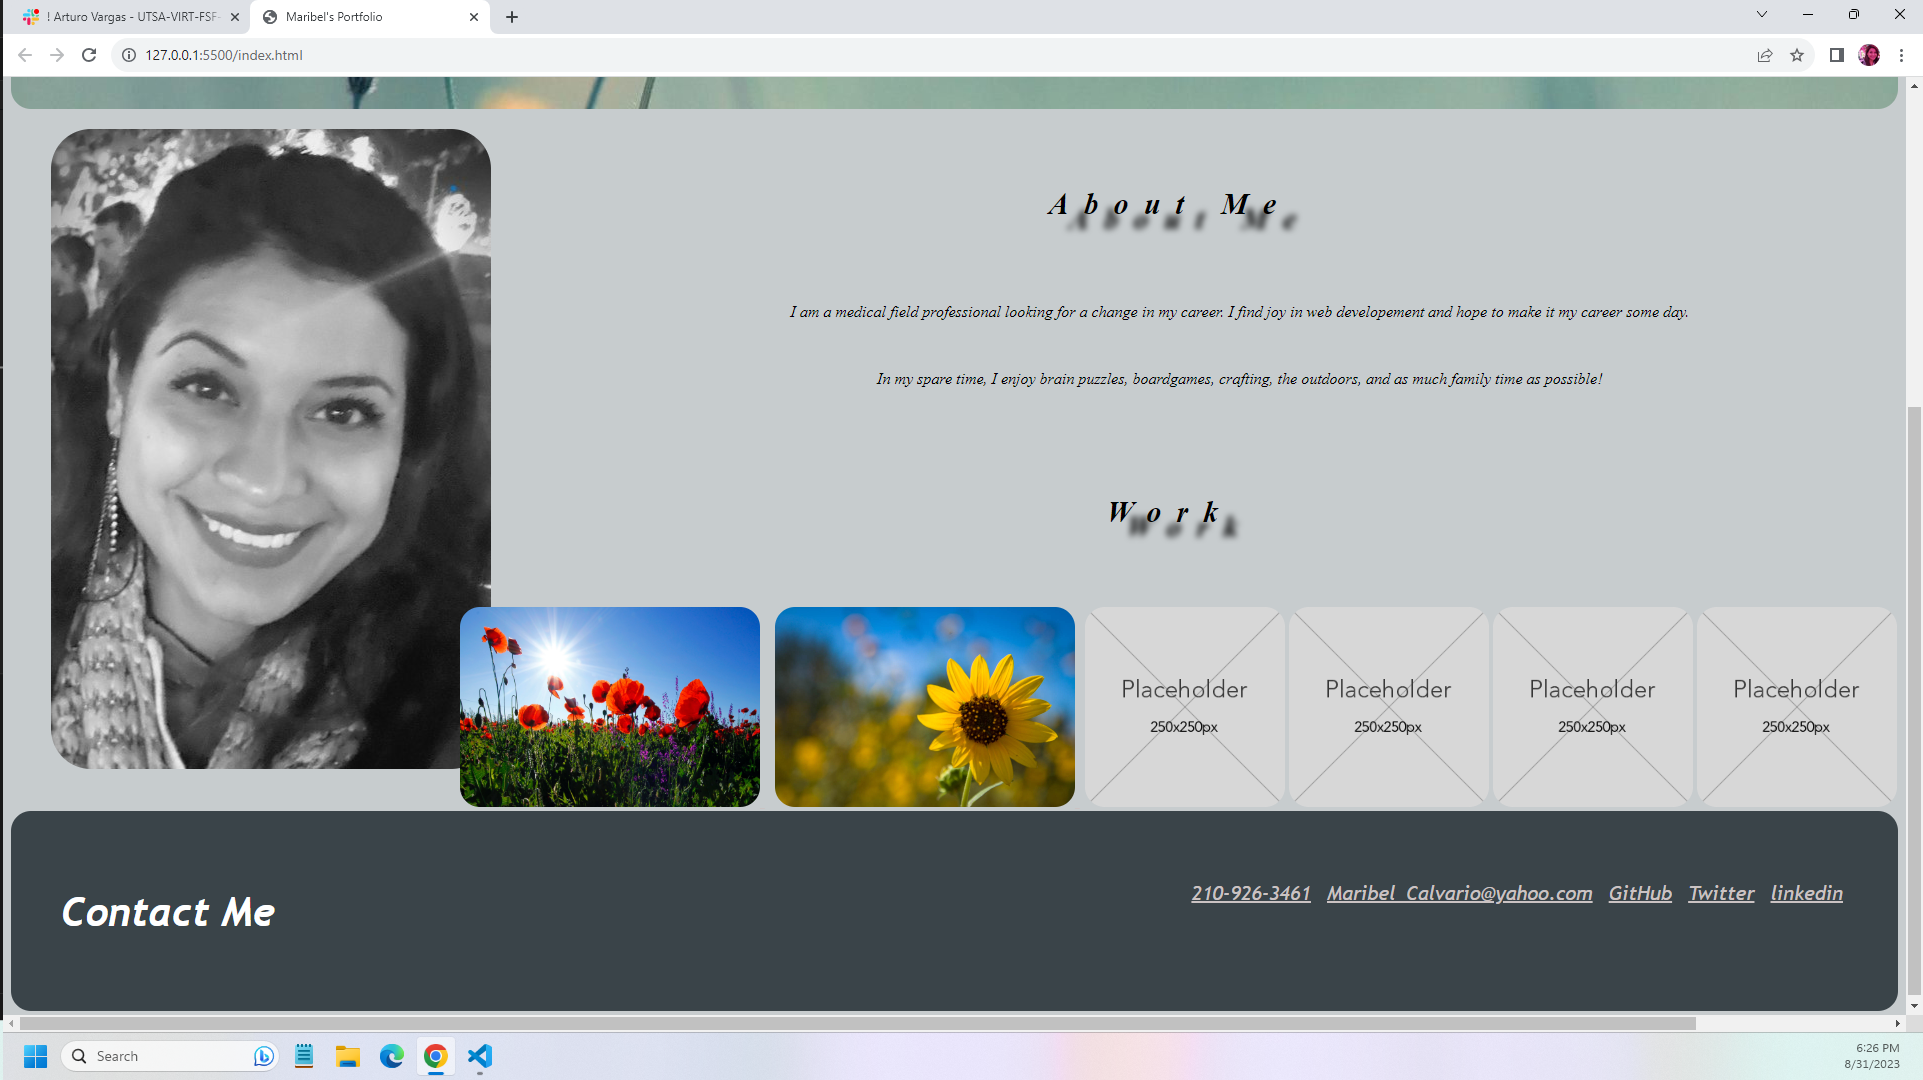 ! Arturo Vargas - UTSA-VIRT-FSF-
Maribel's Portfolio
127.0.0.1:5500/index.html
About Me
I am a medical field professional looking for a change in my career. I find joy in web developement and hope to make it my career some day.
In my spare time, I enjoy brain puzzles, boardgames, crafting, the outdoors, and as much family time as possible!
Work
Placeholder Placeholder Placeholder Placeholder
250x250px 250x250px 250x250px 250x250px
Contact Me
210-926-3461 Maribel_Calvario@yahoo.com GitHub Twitter linkedin
Search
6:26 PM
8/31/2023